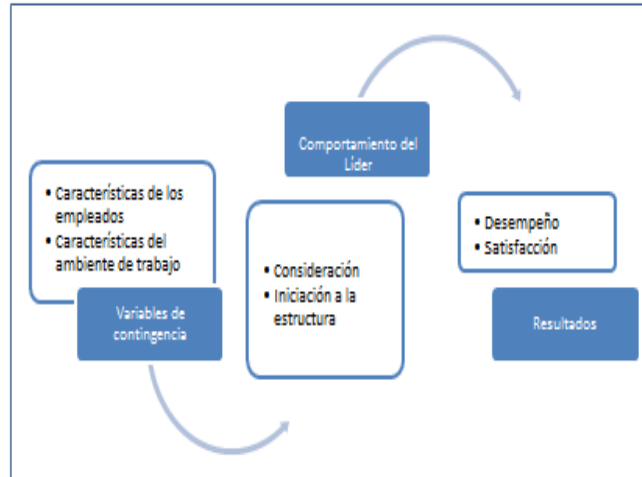 • Características de los
empleados
• Características del
ambiente de trabajo
Variables de
contingencia
Comportamiento del
Líder
• Consideración
• Iniciación a la
estructura
• Desempeño
• Satisfacción
Resultados